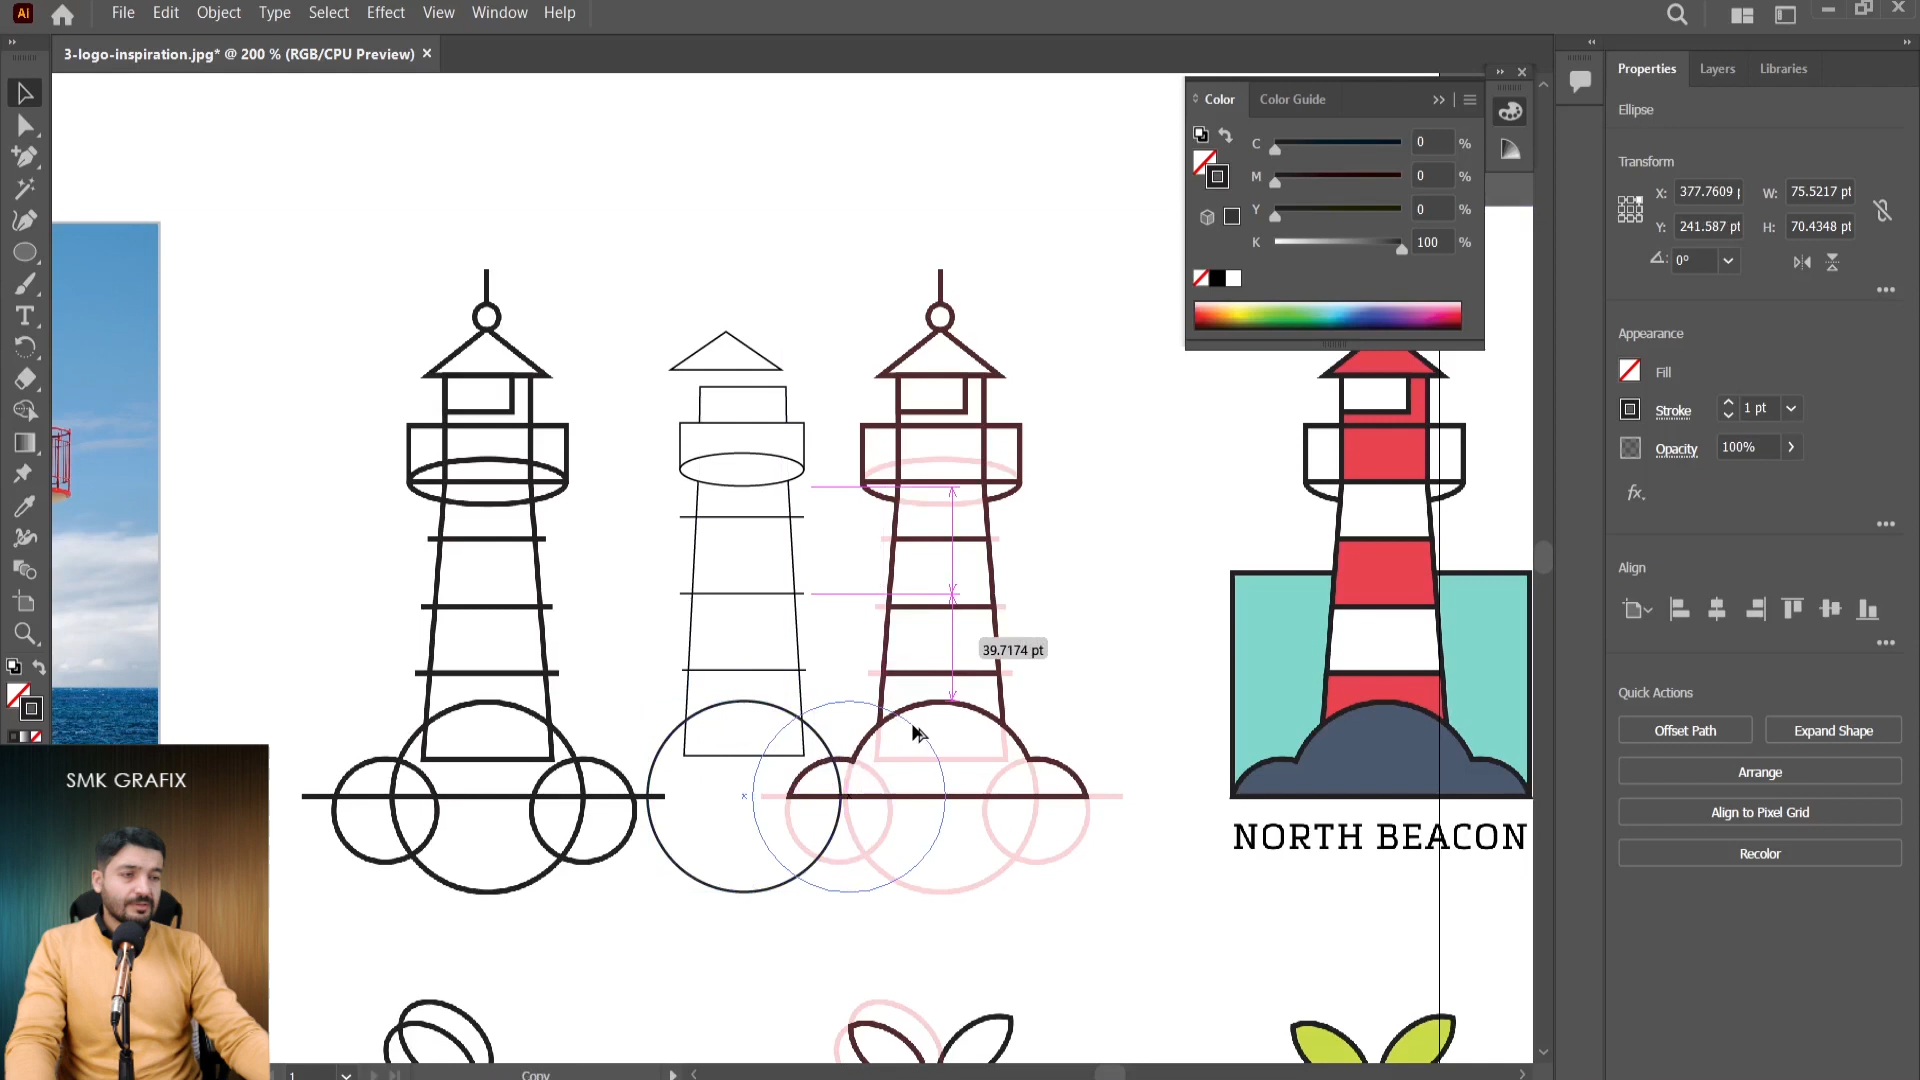 Ai
File Edit Object Type Select Effect View Window Help
3-logo-inspiration.jpg* @ 200 % (RGB/CPU Preview) ×
Color
Color Guide
C 0 %
M 0 %
Y 0 %
K 100 %
Properties Layers Libraries
Ellipse
Transform
X: 377.7609 W: 75.5217 pt
Y: 241.587 pt H: 70.4348 pt
0°
Appearance
Fill
Stroke 1 pt
Opacity 100%
fx.
Align
Quick Actions
Offset Path Expand Shape
Arrange
Align to Pixel Grid
Recolor
39.7174 pt
NORTH BEACON
SMK GRAFIX
1
Copy